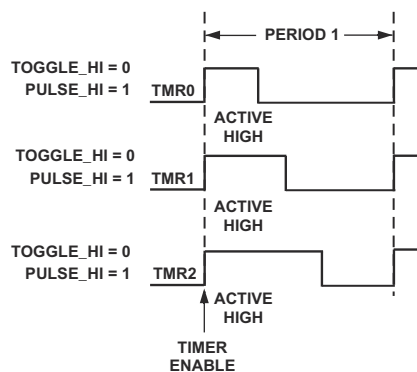 PERIOD 1
TOGGLE_HI = 0
PULSE_HI = 1 TMR0
ACTIVE
HIGH
TOGGLE_HI = 0
PULSE_HI = 1 TMR1
ACTIVE
HIGH
TOGGLE_HI = 0
PULSE_HI = 1 TMR2
ACTIVE
HIGH
TIMER
ENABLE